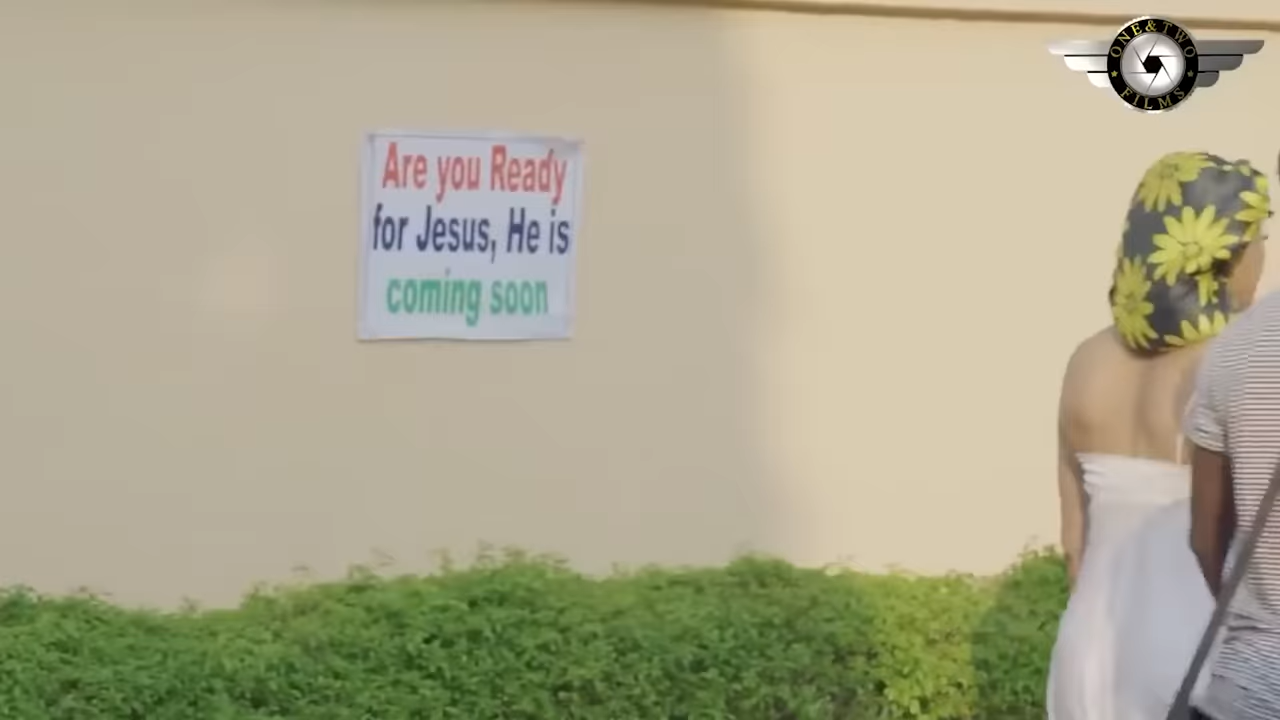 ONE&TWO
FILMS
Are you Ready
for Jesus, He is
coming soon